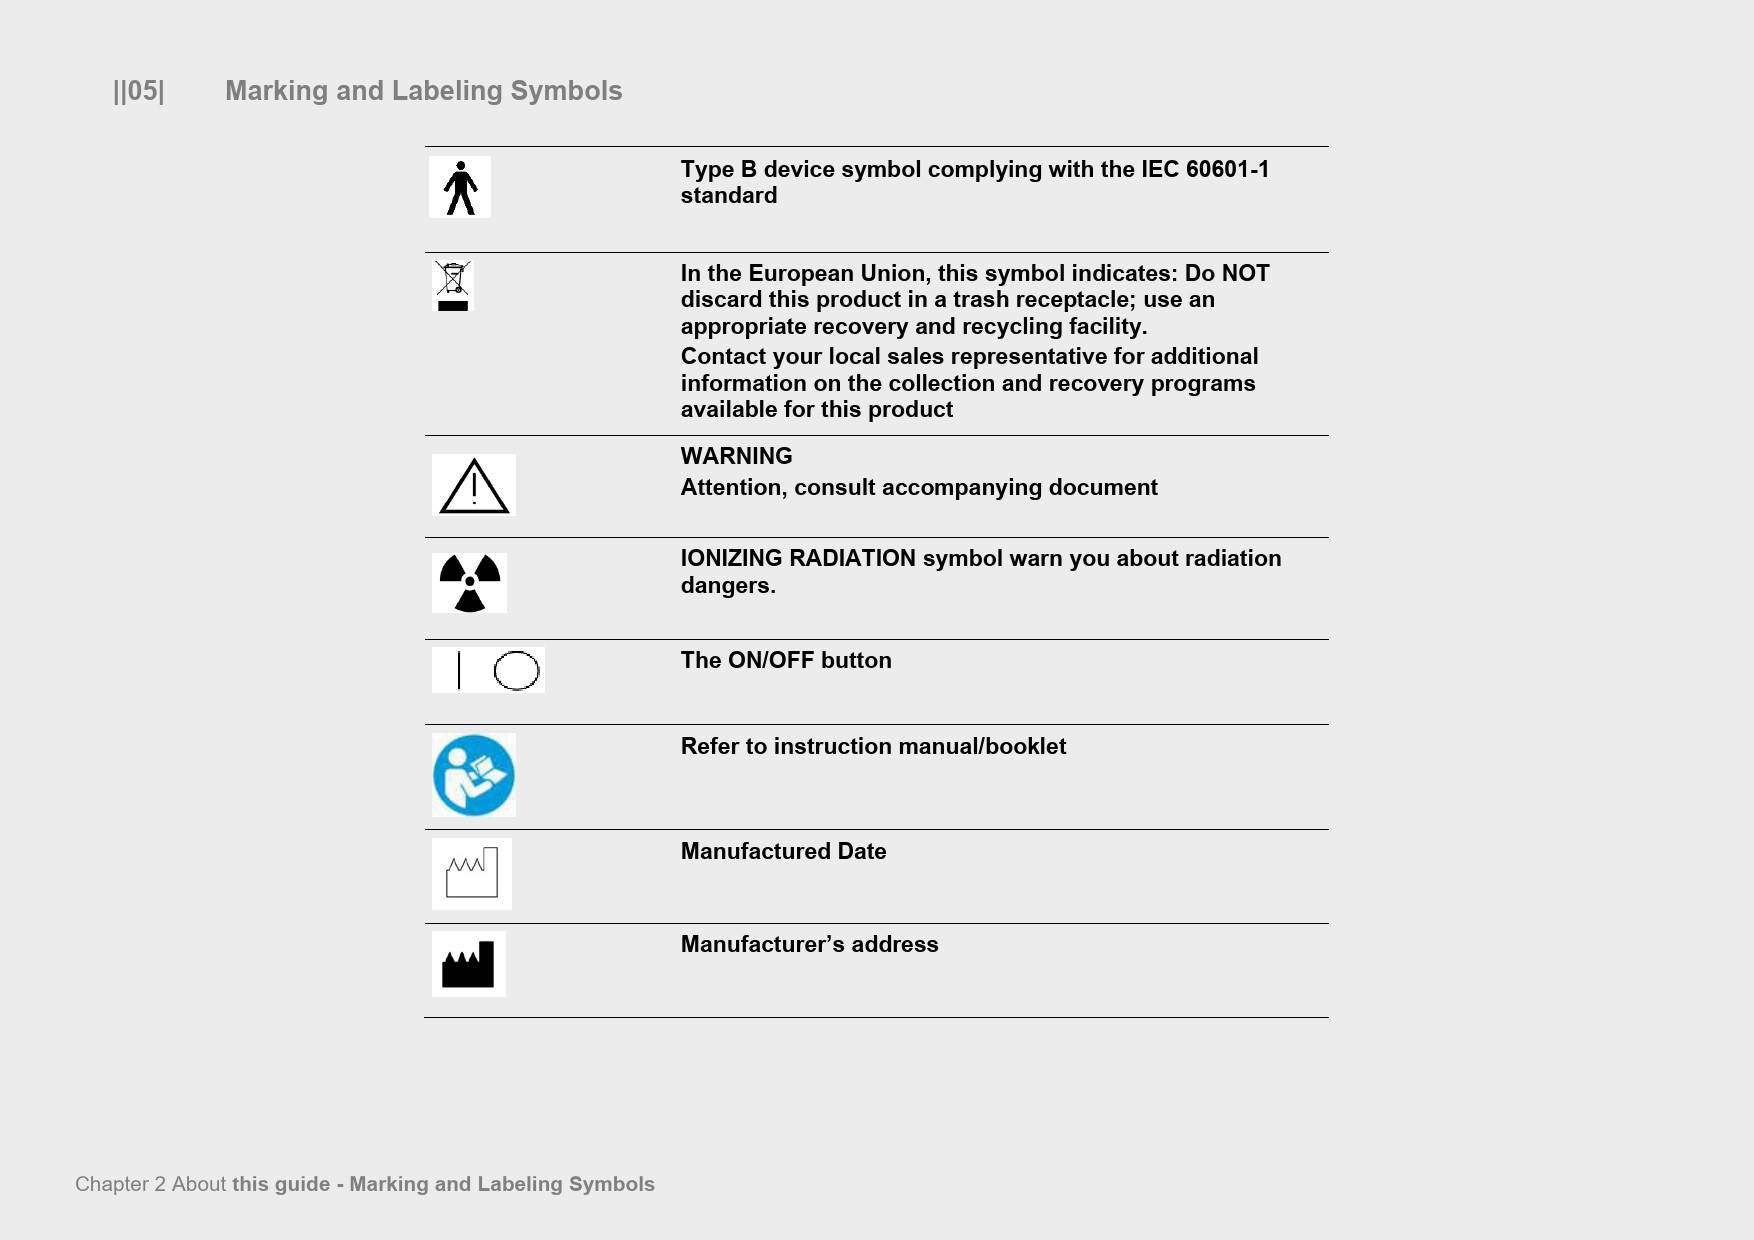 ||05| Marking and Labeling Symbols
Type B device symbol complying with the IEC 60601-1
standard
In the European Union, this symbol indicates: Do NOT
discard this product in a trash receptacle; use an
appropriate recovery and recycling facility.
Contact your local sales representative for additional
information on the collection and recovery programs
available for this product
WARNING
Attention, consult accompanying document
IONIZING RADIATION symbol warn you about radiation
dangers.
The ON/OFF button
Refer to instruction manual/booklet
Manufactured Date
Manufacturer’s address
Chapter 2 About this guide - Marking and Labeling Symbols